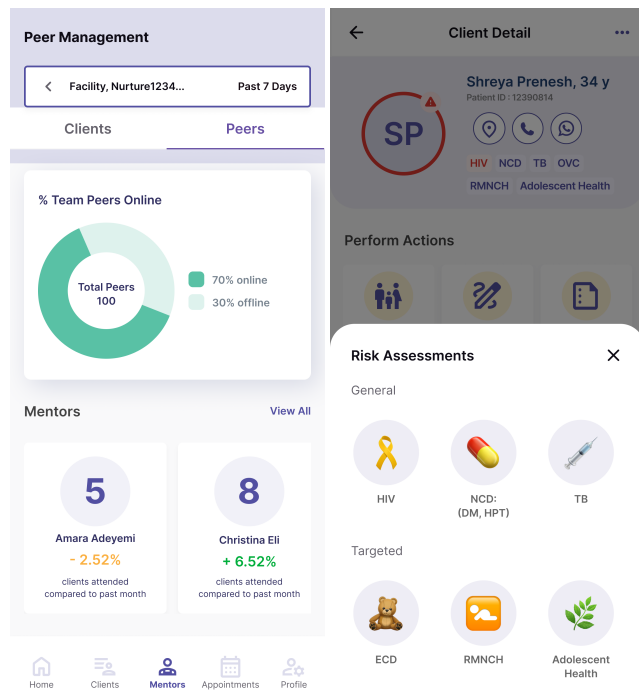 Peer Management
Facility, Nurture1234... Past 7 Days
Clients Peers
% Team Peers Online
Total Peers
100
70% online
30% offline
Mentors View All
5
Amara Adeyemi
- 2.52%
clients attended
compared to past month
8
Christina Eli
+ 6.52%
clients attended
compared to past month
Home Clients Mentors Appointments Profile
Client Detail
SP
Shreya Prenesh, 34 y
Patient ID : 12390814
HIV NCD TB OVC
RMNCH Adolescent Health
Perform Actions
Risk Assessments
General
HIV
NCD:
(DM, HPT)
TB
Targeted
ECD
RMNCH
Adolescent
Health